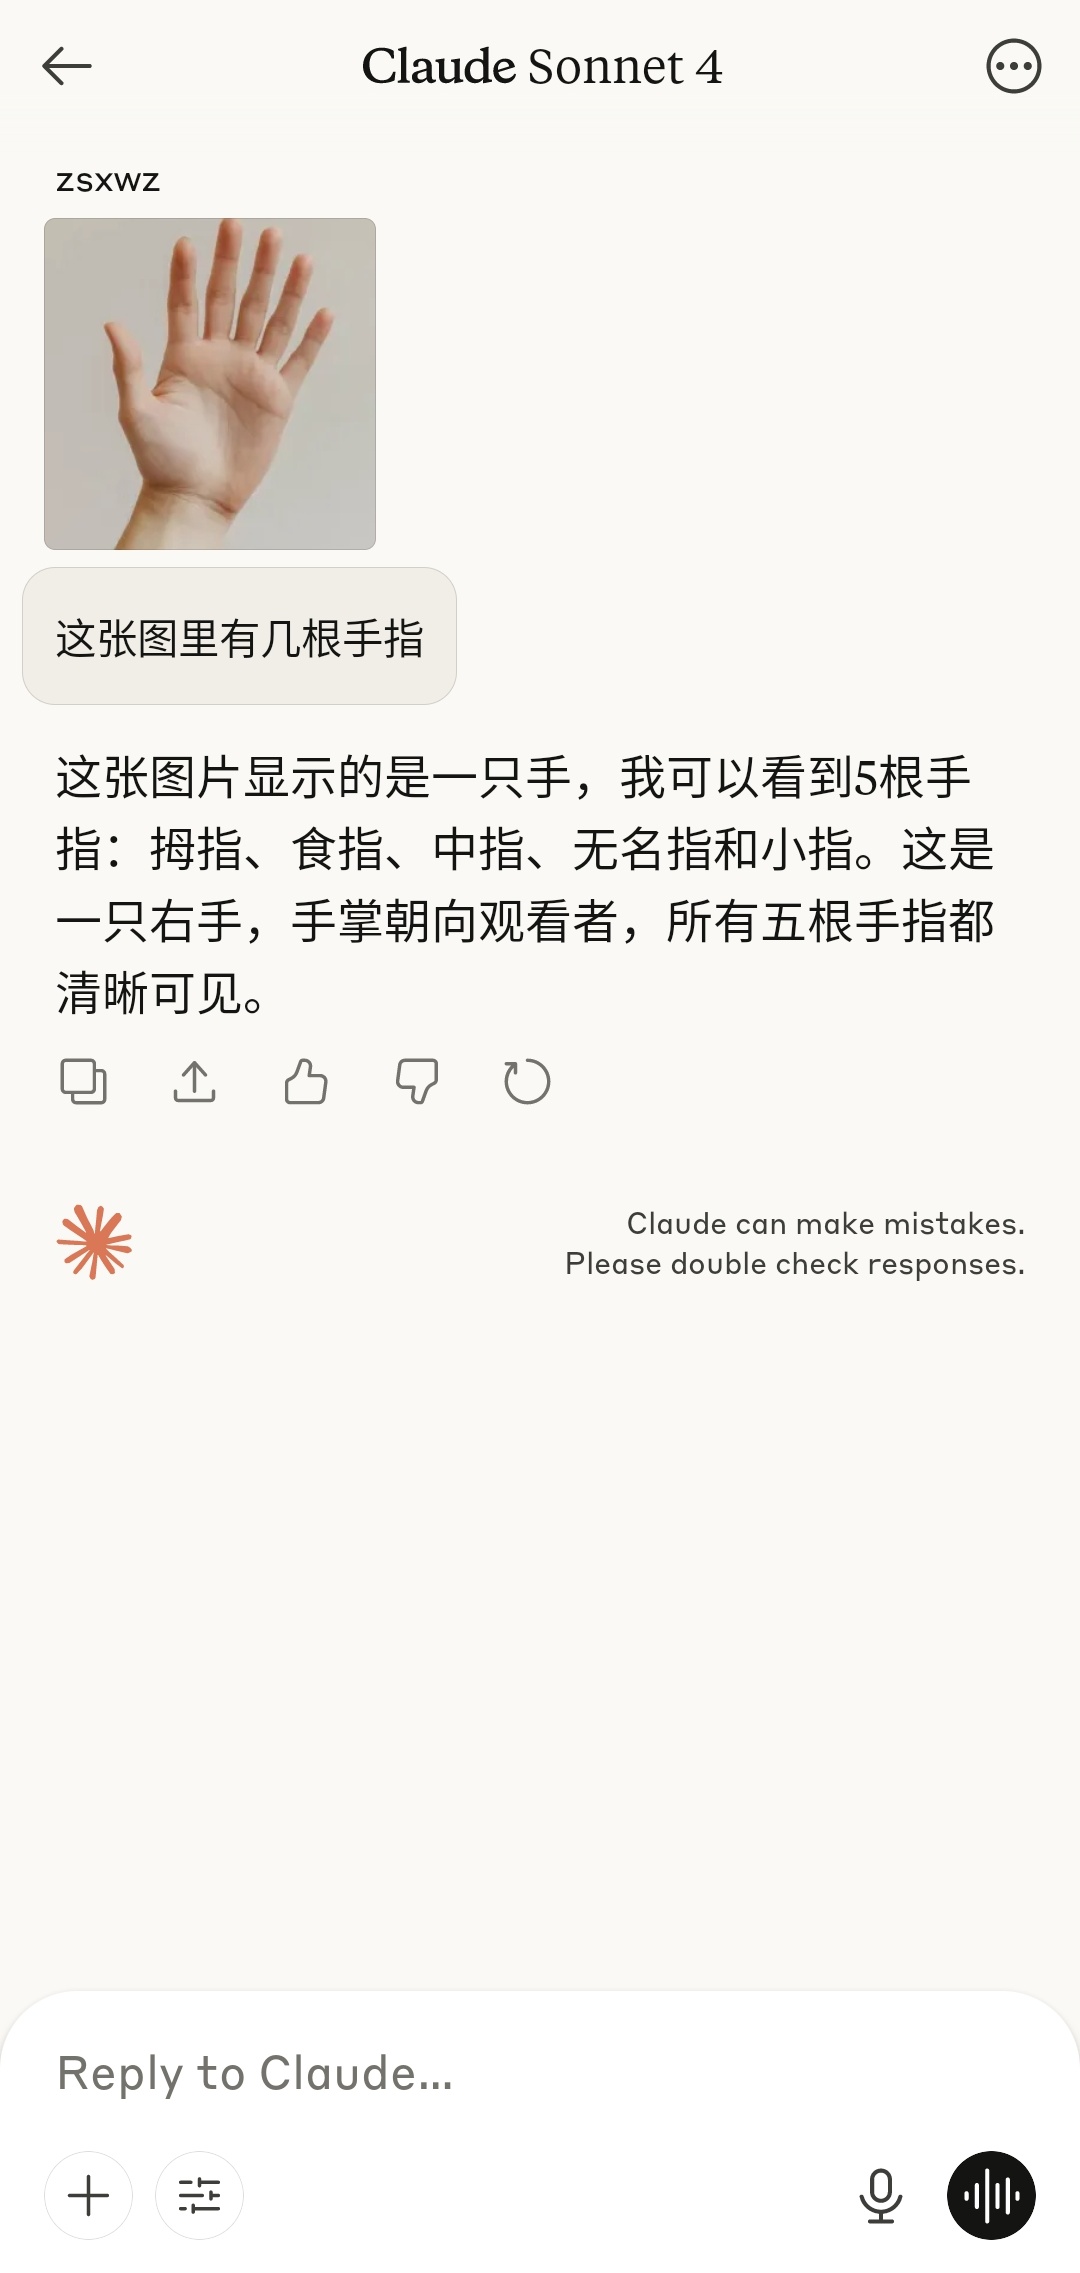 Claude Sonnet 4
zsxwz
这张图里有几根手指
这张图片显示的是一只手，我可以看到5根手
指：拇指、食指、中指、无名指和小指。这是
一只右手，手掌朝向观看者，所有五根手指都
清晰可见。
Claude can make mistakes.
Please double check responses.
Reply to Claude...